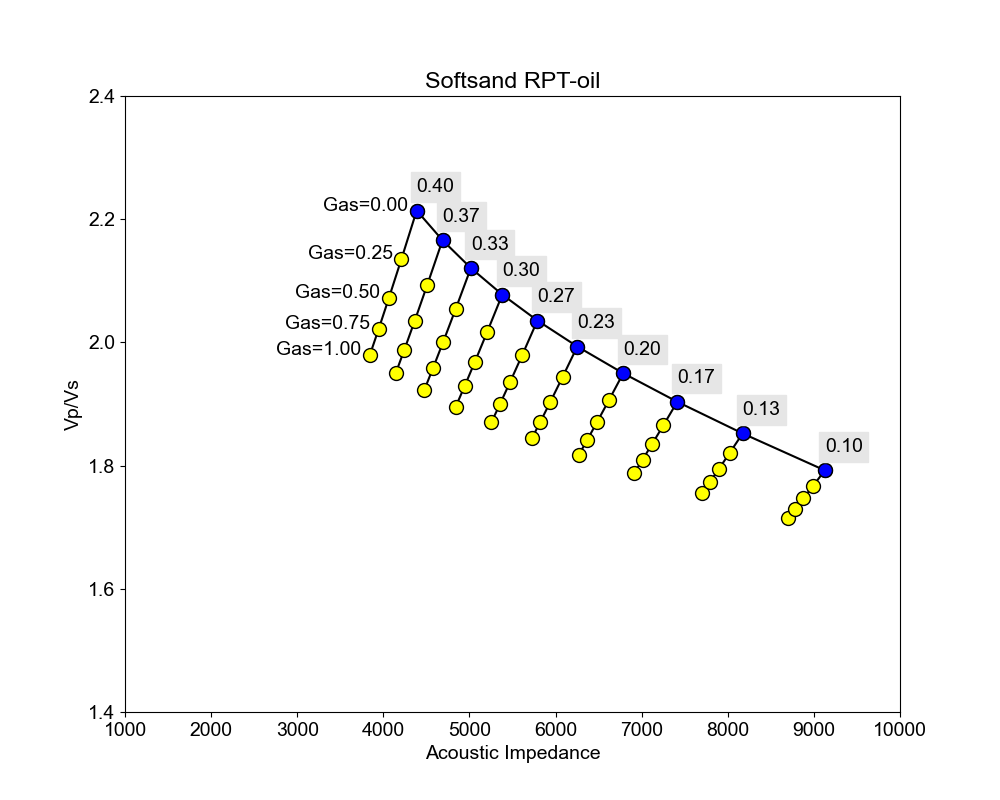 Softsand RPT-oil
2.4
2.2
2.0
1.8
1.6
1.4
Vp/Vs
Gas=0.00
Gas=0.25
Gas=0.50
Gas=0.75
Gas=1.00
0.40
0.37
0.33
0.30
0.27
0.23
0.20
0.17
0.13
0.10
1000 2000 3000 4000 5000 6000 7000 8000 9000 10000
Acoustic Impedance